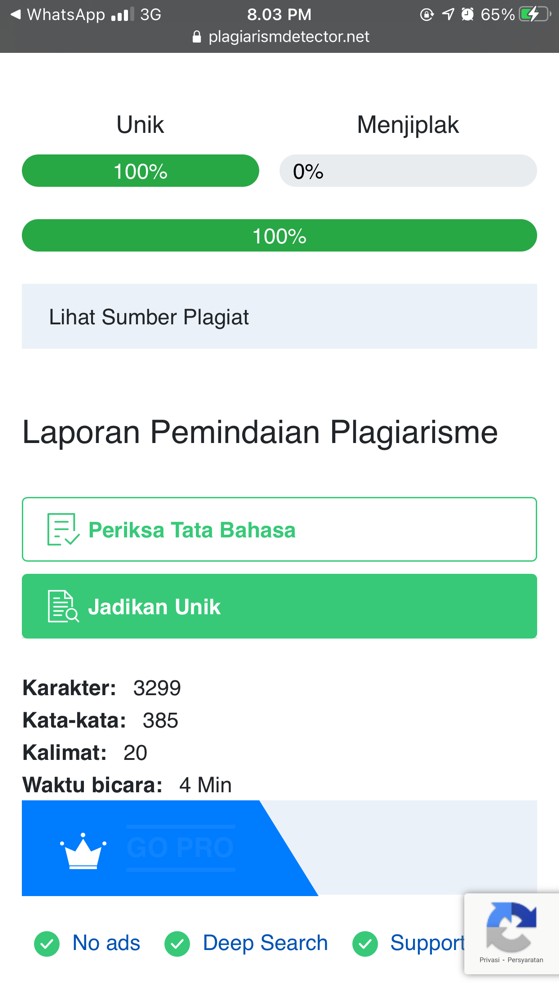 WhatsApp 3G 8.03 PM 65%
plagiarismdetector.net
Unik Menjiplak
100% 0%
100%
Lihat Sumber Plagiat
Laporan Pemindaian Plagiarisme
Periksa Tata Bahasa
Jadikan Unik
Karakter: 3299
Kata-kata: 385
Kalimat: 20
Waktu bicara: 4 Min
GO PRO
No ads Deep Search Support
Privasi - Persyaratan